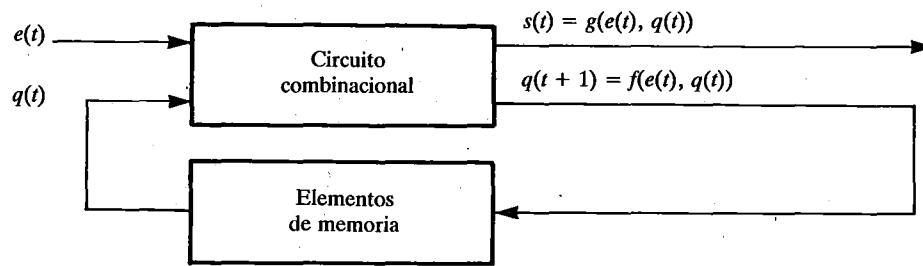 e(t)
s(t) = g(e(t), q(t))
Circuito
combinacional
q(t)
q(t + 1) = f(e(t), q(t))
Elementos
de memoria